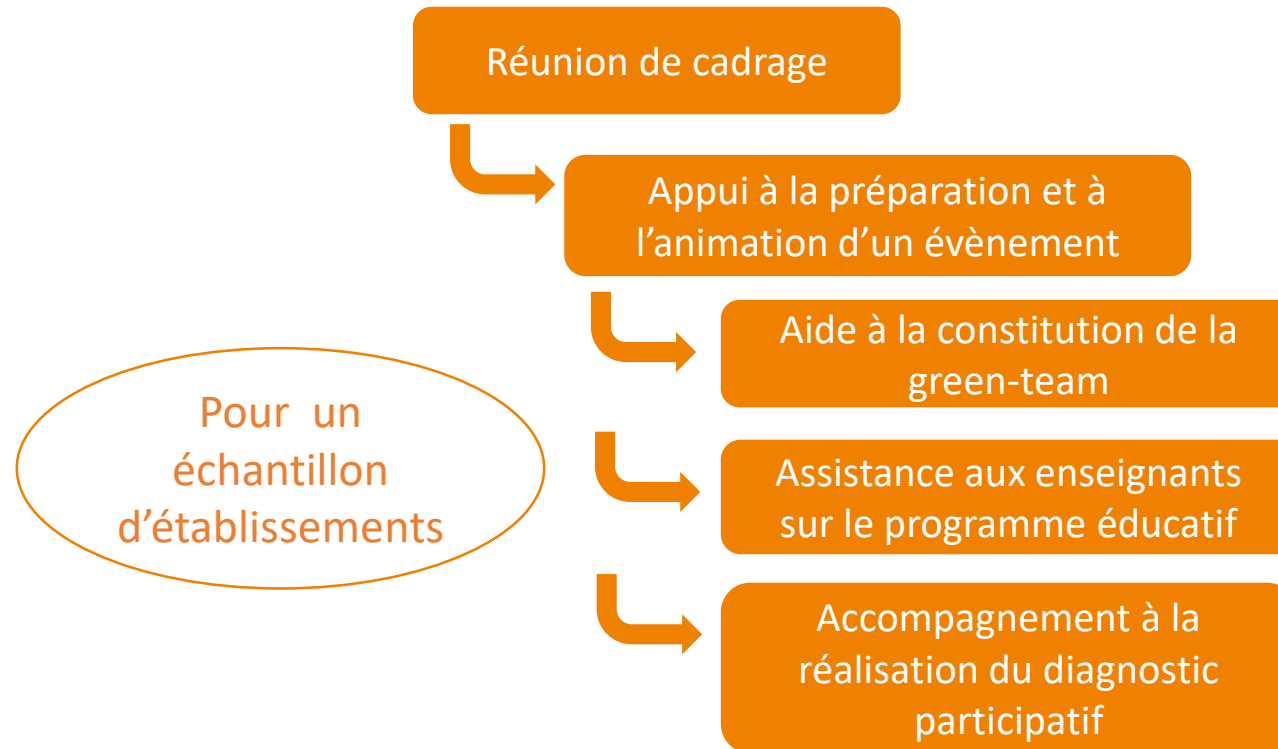 Réunion de cadrage
Appui à la préparation et à
l’animation d’un évènement
Aide à la constitution de la
green-team
Pour un
échantillon
d’établissements
Assistance aux enseignants
sur le programme éducatif
Accompagnement à la
réalisation du diagnostic
participatif